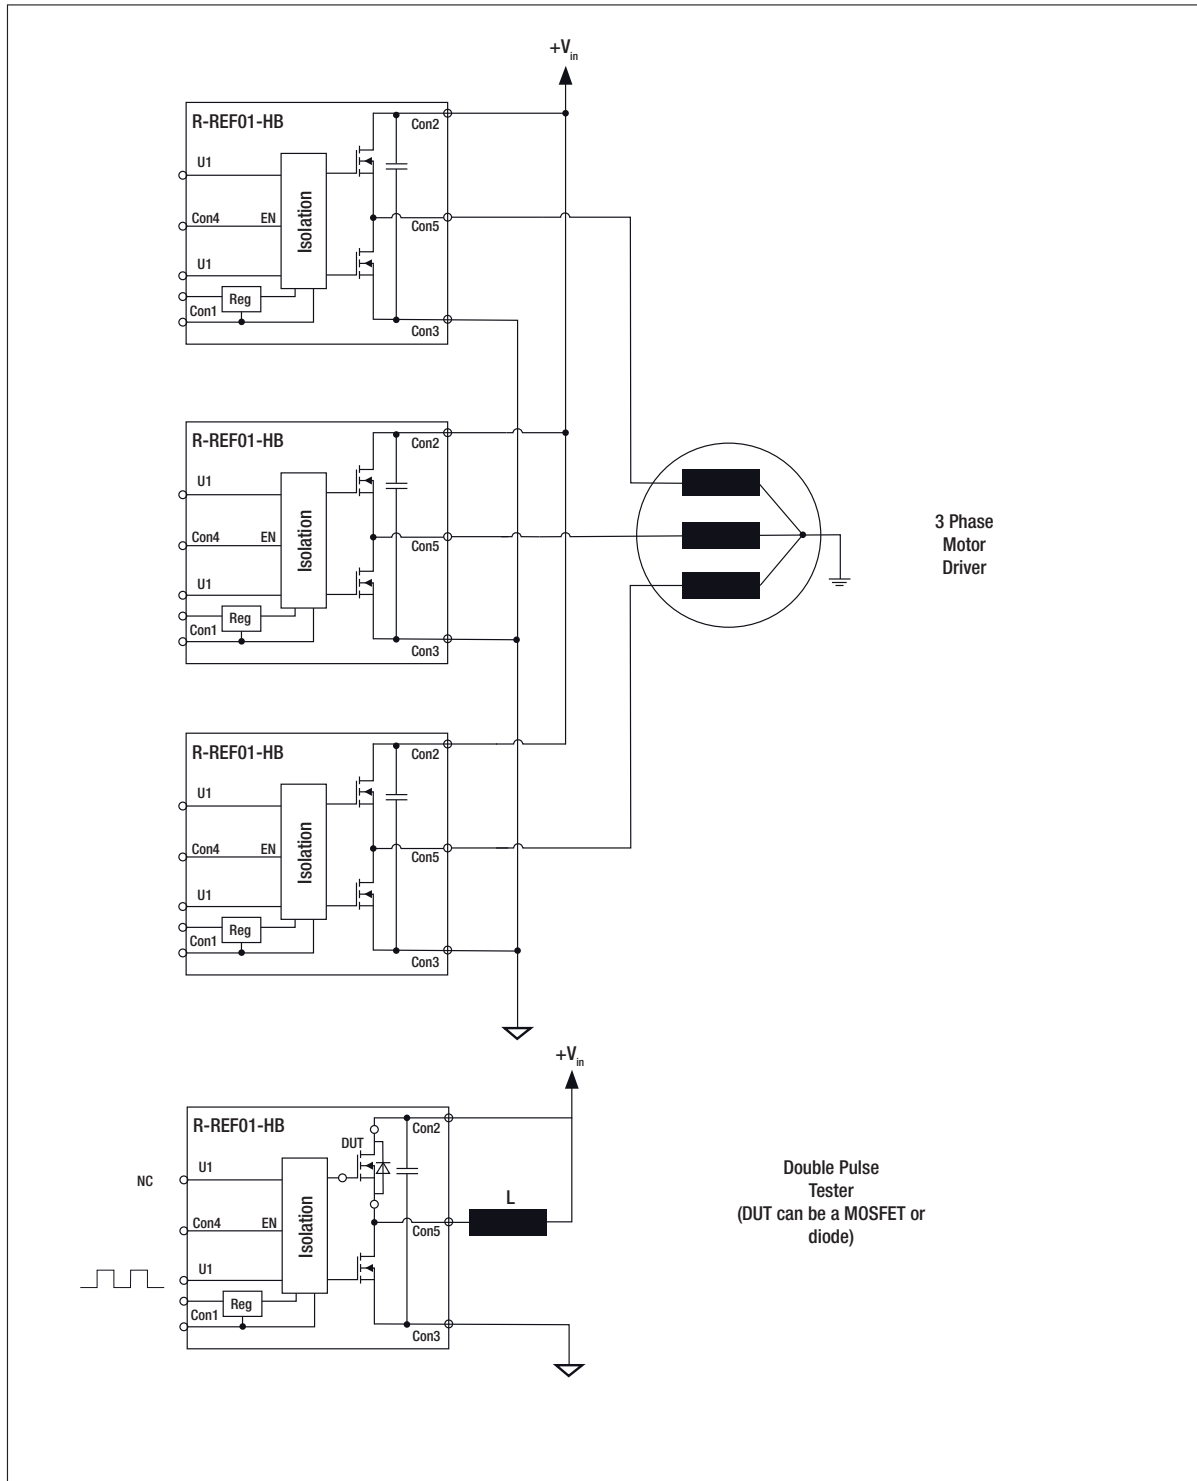 +Vin
R-REF01-HB
Con2
U1
Con4 EN
Isolation
Con5
U1
Reg
Con1
Con3
R-REF01-HB
Con2
U1
Con4 EN
Isolation
Con5
U1
Reg
Con1
Con3
3 Phase
Motor
Driver
R-REF01-HB
Con2
U1
Con4 EN
Isolation
Con5
U1
Reg
Con1
Con3
+Vin
R-REF01-HB
Con2
DUT
NC U1
Con4 EN
Isolation
Con5
L
U1
Reg
Con1
Con3
Double Pulse
Tester
(DUT can be a MOSFET or
diode)